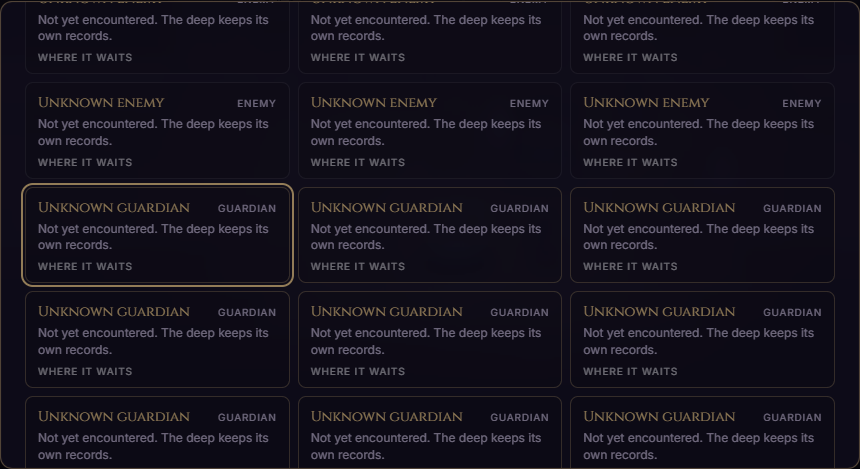 Not yet encountered. The deep keeps its
own records.
WHERE IT WAITS
Not yet encountered. The deep keeps its
own records.
WHERE IT WAITS
Not yet encountered. The deep keeps its
own records.
WHERE IT WAITS
Unknown enemy ENEMY
Not yet encountered. The deep keeps its
own records.
WHERE IT WAITS
Unknown enemy ENEMY
Not yet encountered. The deep keeps its
own records.
WHERE IT WAITS
Unknown enemy ENEMY
Not yet encountered. The deep keeps its
own records.
WHERE IT WAITS
Unknown guardian GUARDIAN
Not yet encountered. The deep keeps its
own records.
WHERE IT WAITS
Unknown guardian GUARDIAN
Not yet encountered. The deep keeps its
own records.
WHERE IT WAITS
Unknown guardian GUARDIAN
Not yet encountered. The deep keeps its
own records.
WHERE IT WAITS
Unknown guardian GUARDIAN
Not yet encountered. The deep keeps its
own records.
WHERE IT WAITS
Unknown guardian GUARDIAN
Not yet encountered. The deep keeps its
own records.
WHERE IT WAITS
Unknown guardian GUARDIAN
Not yet encountered. The deep keeps its
own records.
WHERE IT WAITS
Unknown guardian GUARDIAN
Not yet encountered. The deep keeps its
own records.
Unknown guardian GUARDIAN
Not yet encountered. The deep keeps its
own records.
Unknown guardian GUARDIAN
Not yet encountered. The deep keeps its
own records.